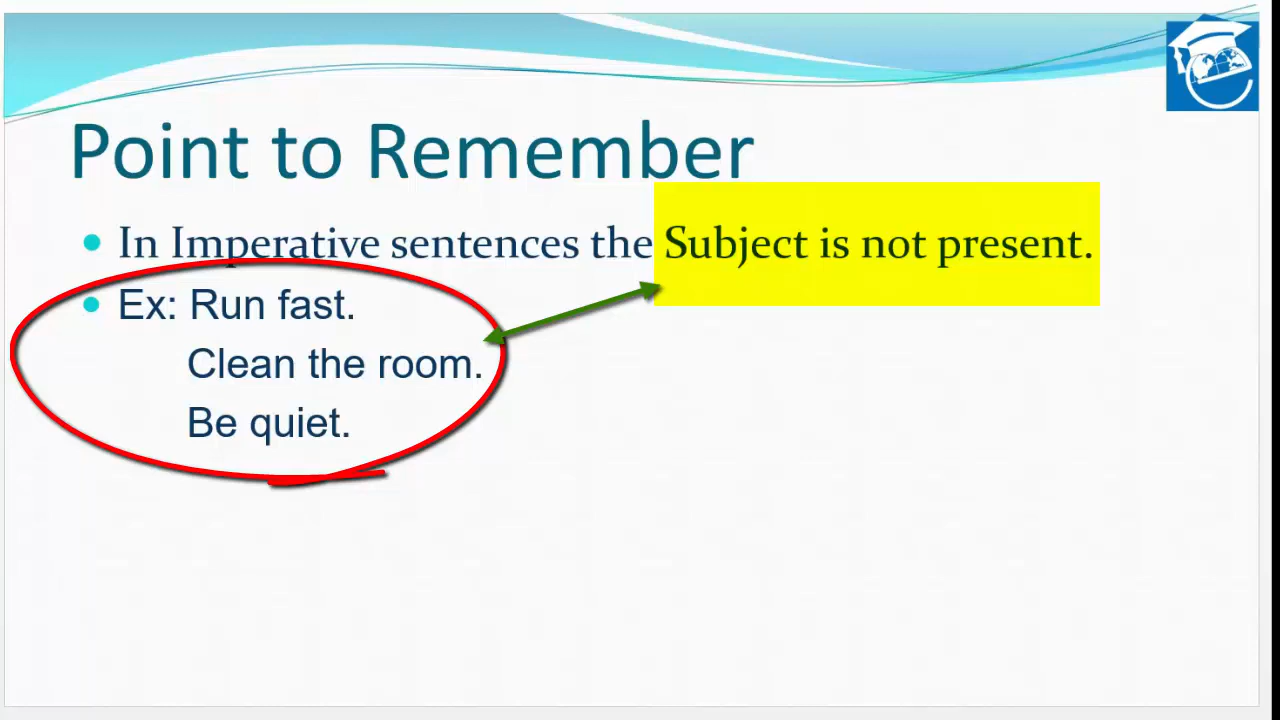 Point to Remember
In Imperative sentences the Subject is not present.
Ex: Run fast.
Clean the room.
Be quiet.